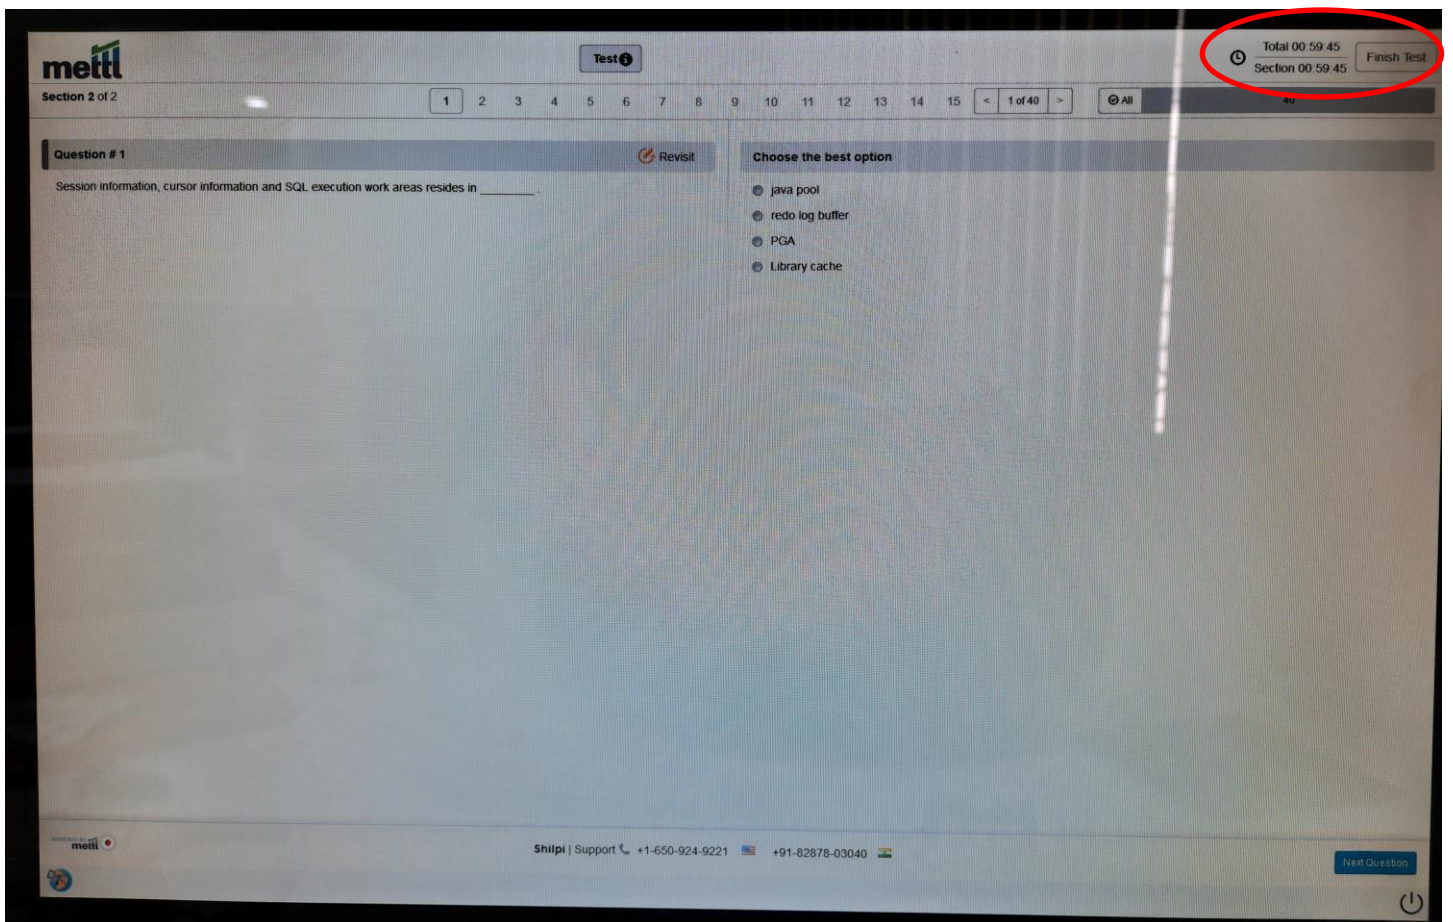 mettl
Test
Total 00:59:45
Section 00:59:45
Finish Test
Section 2 of 2
1 2 3 4 5 6 7 8 9 10 11 12 13 14 15 < 1 of 40 >
All
40
Question # 1
Revisit
Session information, cursor information and SQL execution work areas resides in ________ .
Choose the best option
java pool
redo log buffer
PGA
Library cache
mettl
Shilpi | Support +1-650-924-9221 +91-82878-03040
Next Question